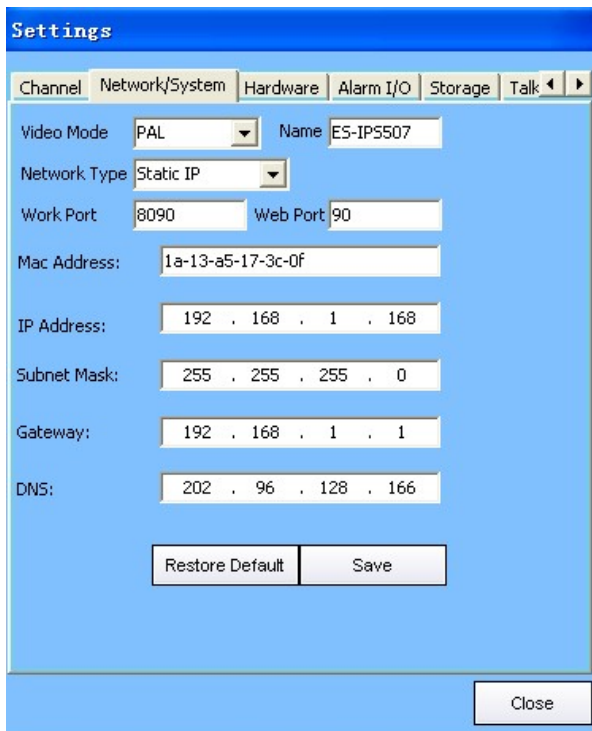 Settings
Channel Network/System Hardware Alarm I/O Storage Talk
Video Mode PAL Name ES-IPS507
Network Type Static IP
Work Port 8090 Web Port 90
Mac Address: 1a-13-a5-17-3c-0f
IP Address: 192 . 168 . 1 . 168
Subnet Mask: 255 . 255 . 255 . 0
Gateway: 192 . 168 . 1 . 1
DNS: 202 . 96 . 128 . 166
Restore Default Save
Close